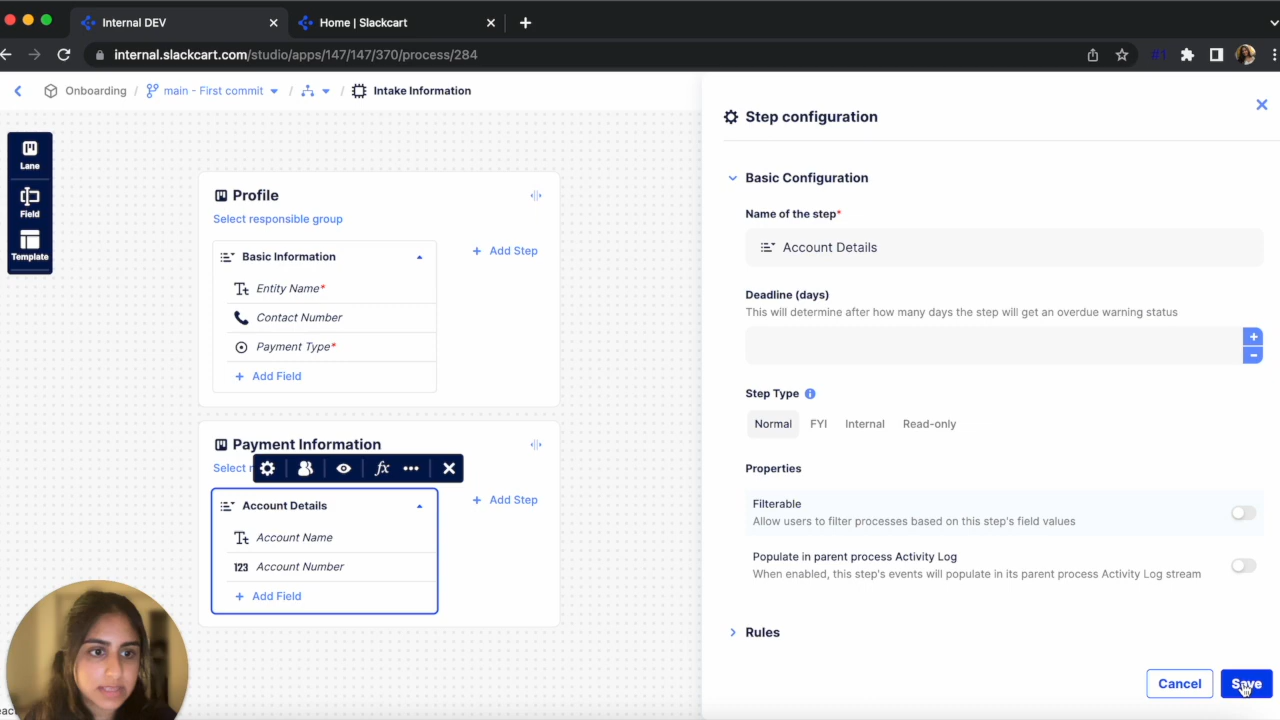 Internal DEV
Home | Slackcart
internal.slackcart.com/studio/apps/147/147/370/process/284
#1
Onboarding / main - First commit / / Intake Information
Lane
Field
Template
Profile
Select responsible group
Basic Information
Entity Name*
Contact Number
Payment Type*
+ Add Field
+ Add Step
Payment Information
Select r
fx
Account Details
Account Name
123 Account Number
+ Add Field
+ Add Step
Step configuration
Basic Configuration
Name of the step*
Account Details
Deadline (days)
This will determine after how many days the step will get an overdue warning status
Step Type
Normal FYI Internal Read-only
Properties
Filterable
Allow users to filter processes based on this step's field values
Populate in parent process Activity Log
When enabled, this step's events will populate in its parent process Activity Log stream
Rules
Cancel Save